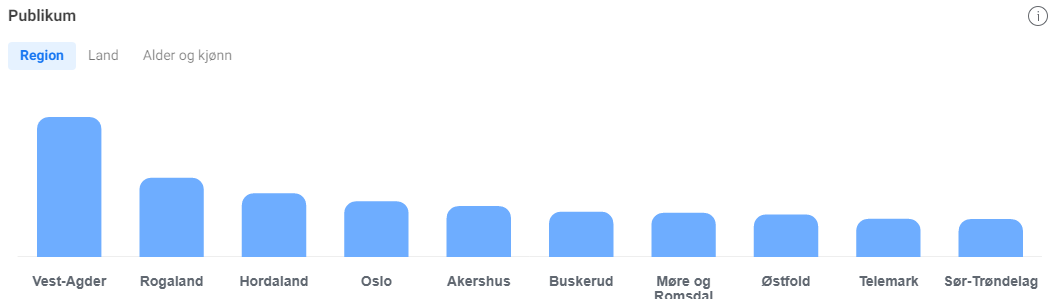 Publikum
Region Land Alder og kjønn
Vest-Agder Rogaland Hordaland Oslo Akershus Buskerud Møre og Romsdal Østfold Telemark Sør-Trøndelag